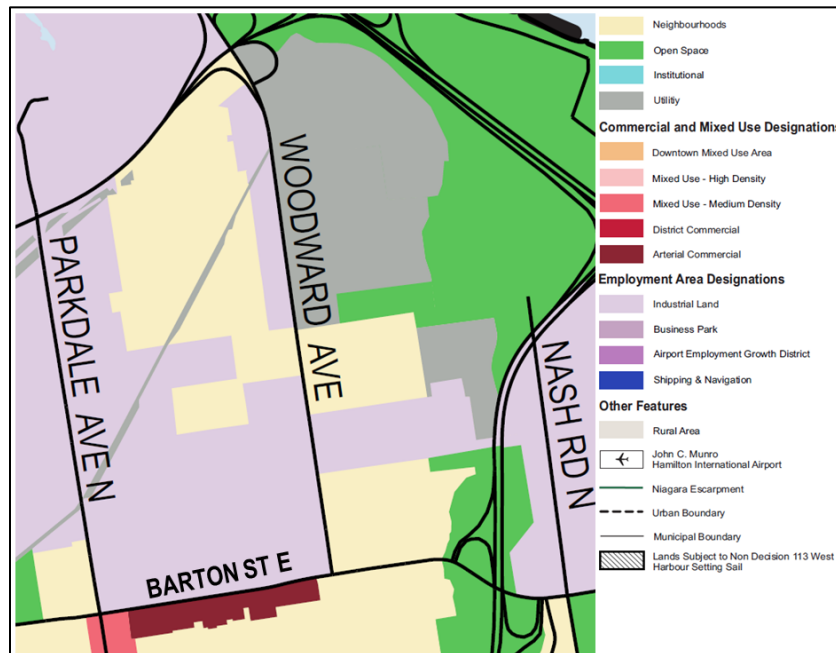 PARKDALE AVE N
WOODWARD AVE
NASH RD N
BARTON ST E
Neighbourhoods
Open Space
Institutional
Utilitiy
Commercial and Mixed Use Designations
Downtown Mixed Use Area
Mixed Use - High Density
Mixed Use - Medium Density
District Commercial
Arterial Commercial
Employment Area Designations
Industrial Land
Business Park
Airport Employment Growth District
Shipping & Navigation
Other Features
Rural Area
John C. Munro
Hamilton International Airport
Niagara Escarpment
Urban Boundary
Municipal Boundary
Lands Subject to Non Decision 113 West
Harbour Setting Sail